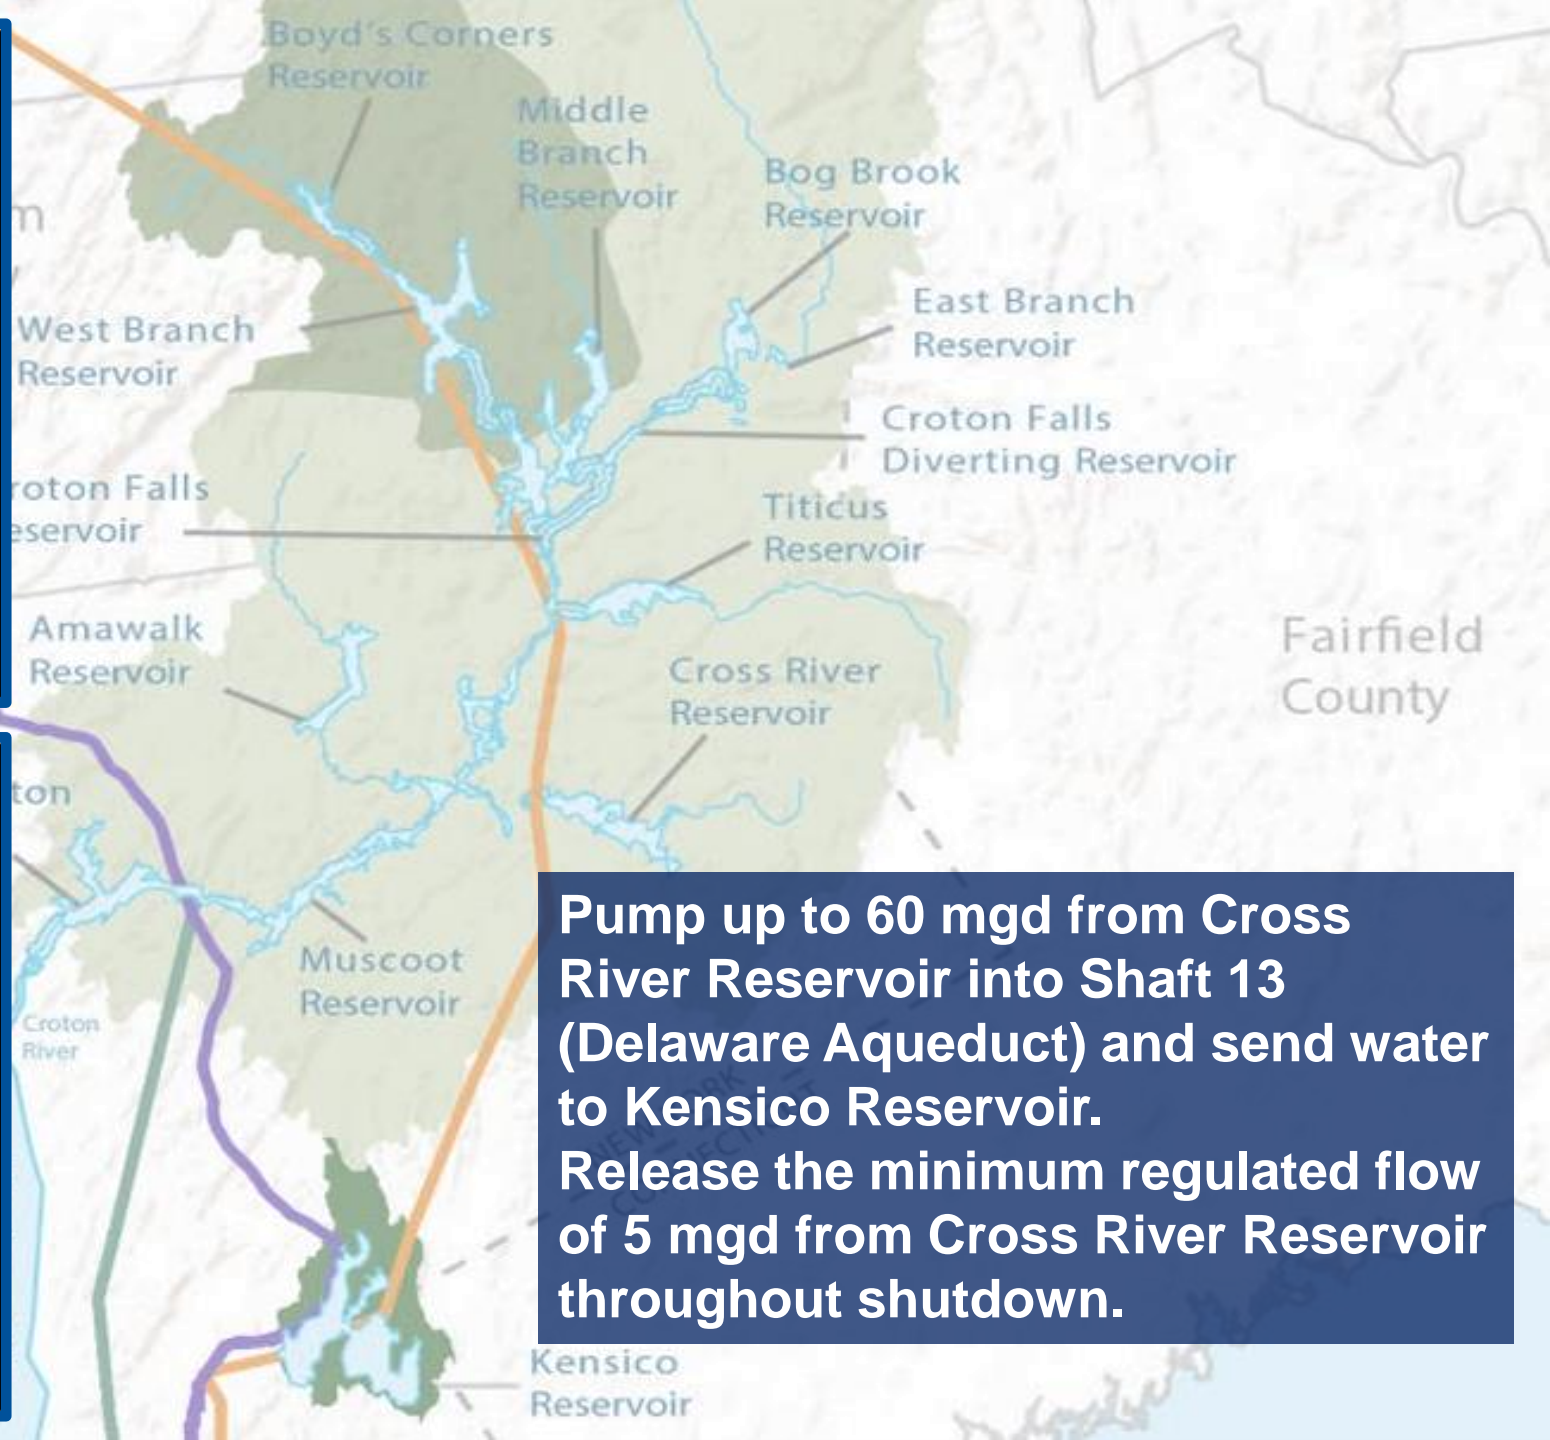 Boyd's Corners
Reservoir
Middle
Branch
Reservoir
Bog Brook
Reservoir
m
East Branch
Reservoir
West Branch
Reservoir
Croton Falls
Diverting Reservoir
roton Falls
eservoir
Titicus
Reservoir
Amawalk
Reservoir
Fairfield
County
Cross River
Reservoir
ton
Muscoot
Reservoir
Croton
River
Pump up to 60 mgd from Cross
River Reservoir into Shaft 13
(Delaware Aqueduct) and send water
to Kensico Reservoir.
Release the minimum regulated flow
of 5 mgd from Cross River Reservoir
throughout shutdown.
NEW YORK
CONNECTICUT
Kensico
Reservoir